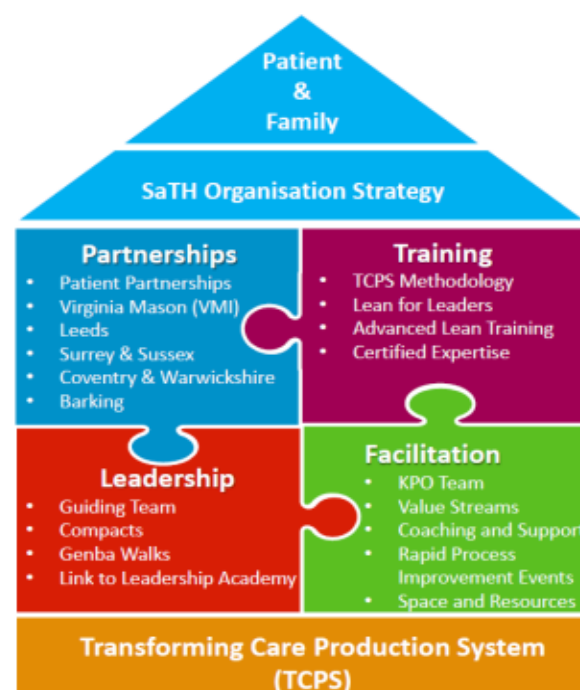 Patient
&
Family
SaTH Organisation Strategy
Partnerships
• Patient Partnerships
• Virginia Mason (VMI)
• Leeds
• Surrey & Sussex
• Coventry & Warwickshire
• Barking
Training
• TCPS Methodology
• Lean for Leaders
• Advanced Lean Training
• Certified Expertise
Leadership
• Guiding Team
• Compacts
• Genba Walks
• Link to Leadership Academy
Facilitation
• KPO Team
• Value Streams
• Coaching and Support
• Rapid Process
Improvement Events
• Space and Resources
Transforming Care Production System
(TCPS)